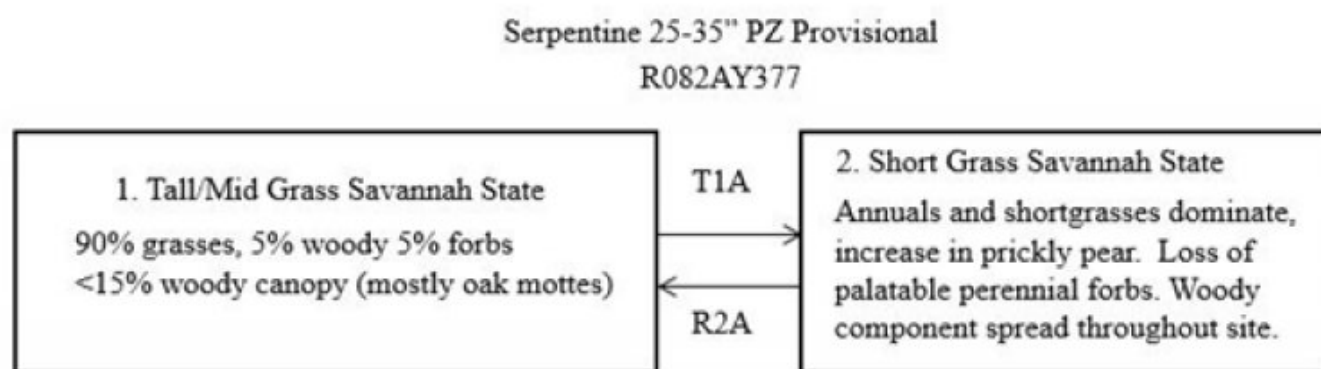 Serpentine 25-35” PZ Provisional
R082AY377
1. Tall/Mid Grass Savannah State
90% grasses, 5% woody 5% forbs
<15% woody canopy (mostly oak mottes)
T1A
R2A
2. Short Grass Savannah State
Annuals and shortgrasses dominate,
increase in prickly pear. Loss of
palatable perennial forbs. Woody
component spread throughout site.